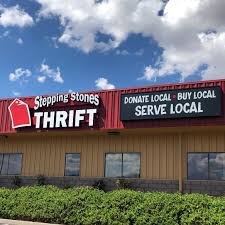 Stepping Stones
THRIFT
DONATE LOCAL • BUY LOCAL
SERVE LOCAL